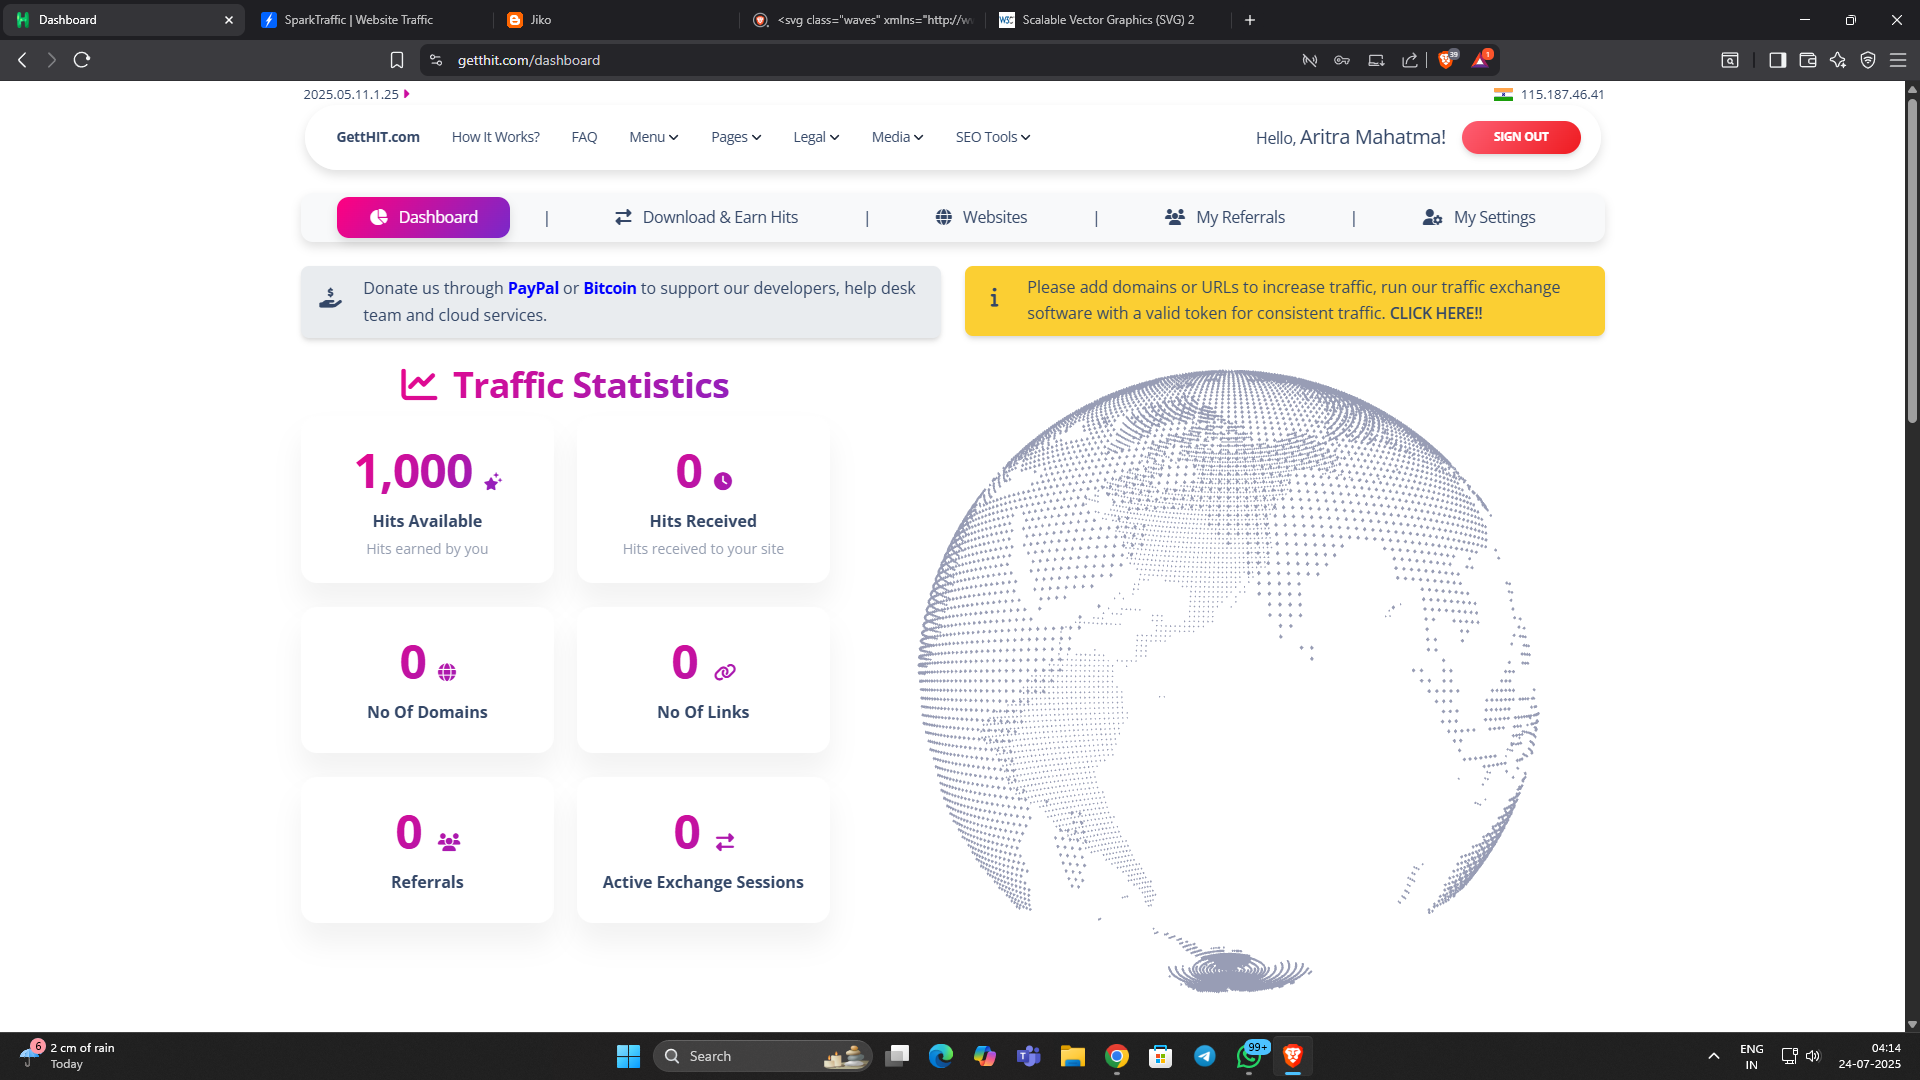 Dashboard
SparkTraffic | Website Traffic
Jiko
<svg class="waves" xmlns="http://w
Scalable Vector Graphics (SVG) 2
getthit.com/dashboard
39
1
2025.05.11.1.25
115.187.46.41
GettHIT.com How It Works? FAQ Menu Pages Legal Media SEO Tools
Hello, Aritra Mahatma! SIGN OUT
Dashboard | Download & Earn Hits | Websites | My Referrals | My Settings
Donate us through PayPal or Bitcoin to support our developers, help desk
team and cloud services.
Please add domains or URLs to increase traffic, run our traffic exchange
software with a valid token for consistent traffic. CLICK HERE!!
Traffic Statistics
1,000
Hits Available
Hits earned by you
0
Hits Received
Hits received to your site
0
No Of Domains
0
No Of Links
0
Referrals
0
Active Exchange Sessions
6
2 cm of rain
Today
Search
99+
ENG
IN
04:14
24-07-2025